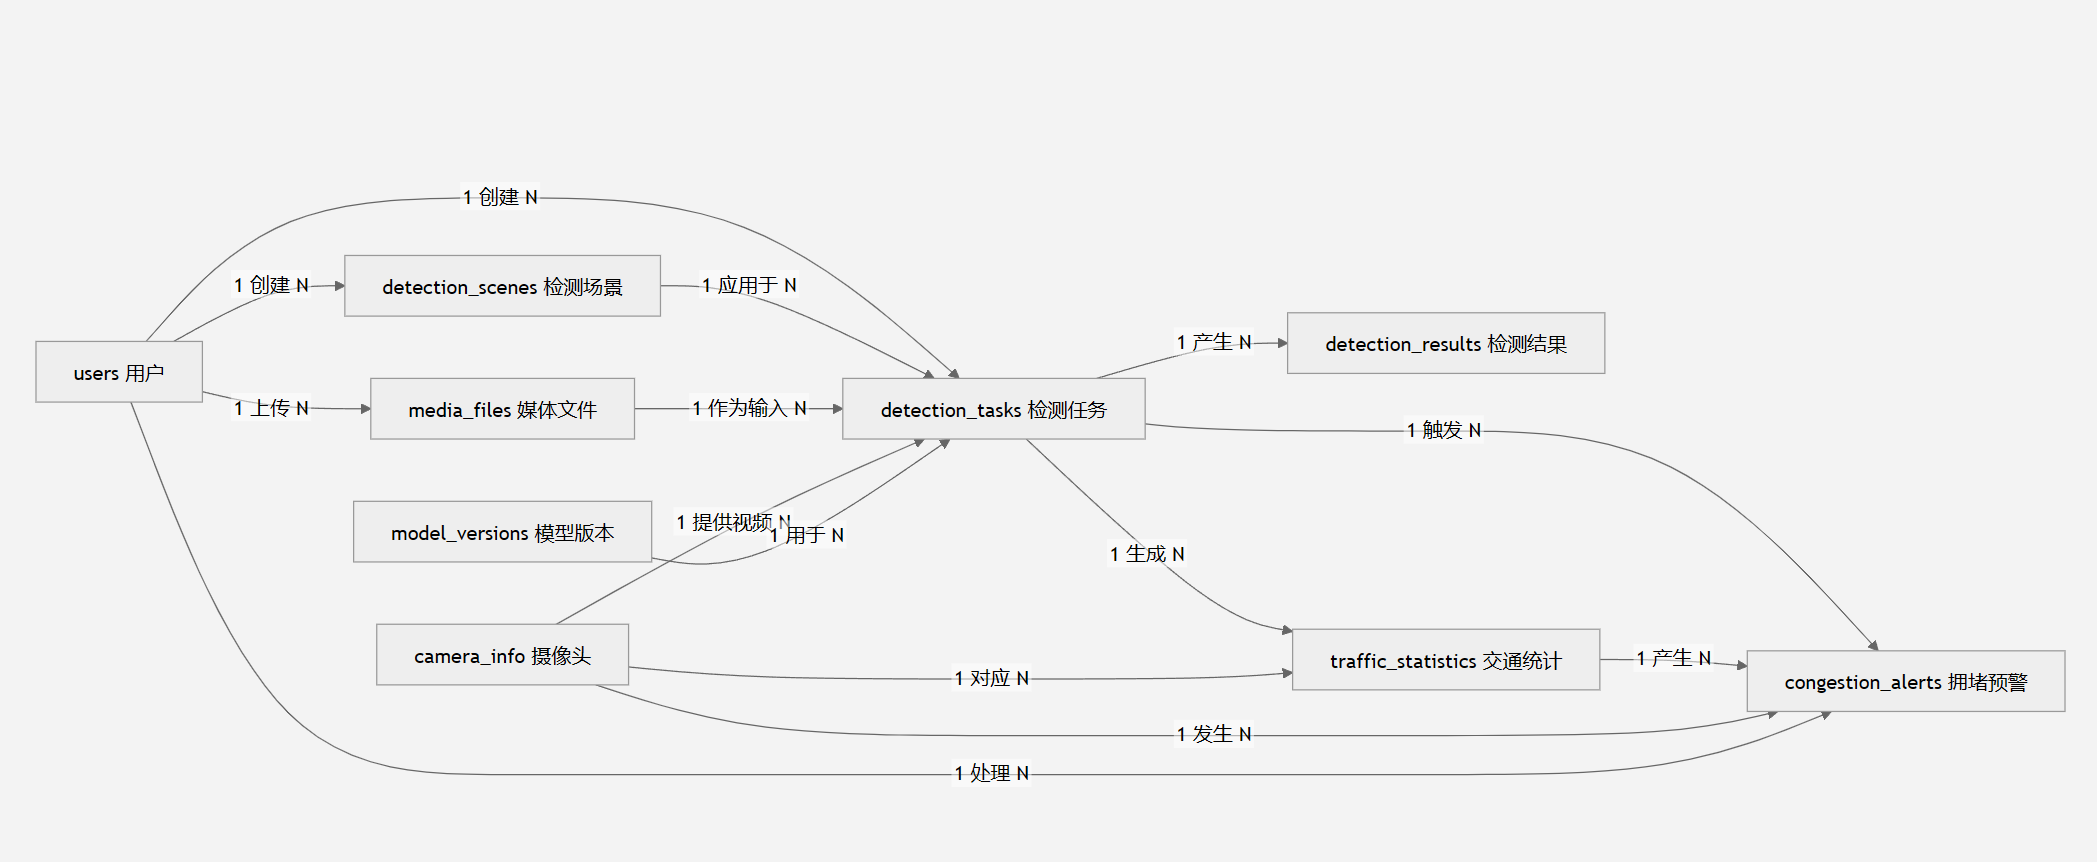 1 创建 N
1 创建 N
detection_scenes 检测场景
1 应用于 N
detection_results 检测结果
1 产生 N
users 用户
1 上传 N
media_files 媒体文件
1 作为输入 N
detection_tasks 检测任务
1 触发 N
model_versions 模型版本
1 提供视频 N
1 用于 N
1 生成 N
camera_info 摄像头
1 对应 N
traffic_statistics 交通统计
1 产生 N
congestion_alerts 拥堵预警
1 发生 N
1 处理 N